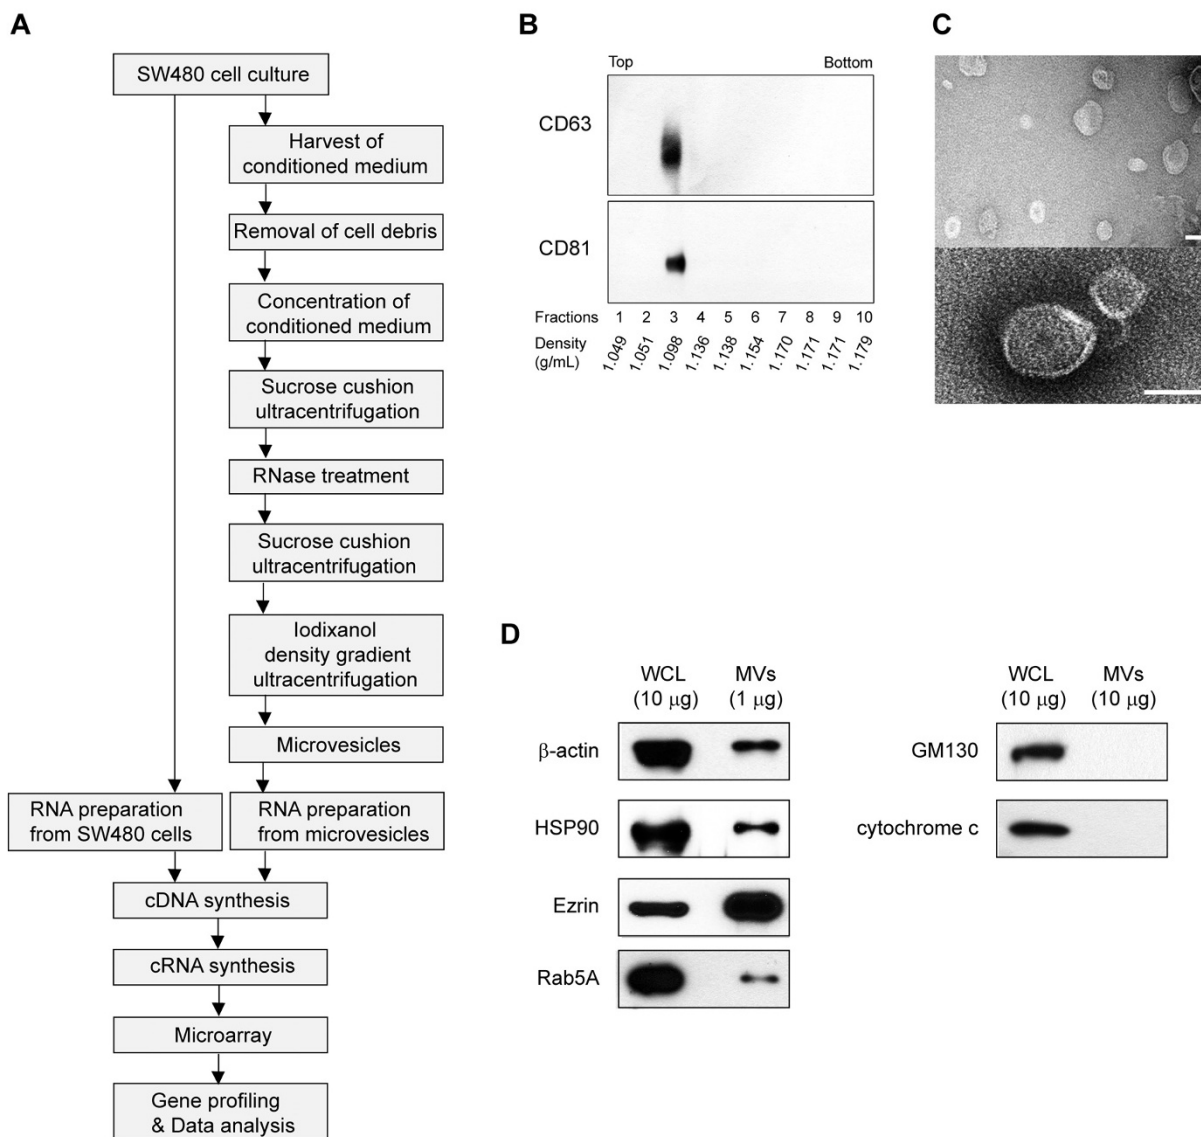 A
SW480 cell culture
Harvest of
conditioned medium
Removal of cell debris
Concentration of
conditioned medium
Sucrose cushion
ultracentrifugation
RNase treatment
Sucrose cushion
ultracentrifugation
Iodixanol
density gradient
ultracentrifugation
Microvesicles
RNA preparation
from SW480 cells
RNA preparation
from microvesicles
cDNA synthesis
cRNA synthesis
Microarray
Gene profiling
& Data analysis
B
Top Bottom
CD63
CD81
Fractions 1 2 3 4 5 6 7 8 9 10
Density
(g/mL)
1.049 1.051 1.098 1.136 1.138 1.154 1.170 1.171 1.171 1.179
C
D
WCL MVs
(10 μg) (1 μg)
β-actin
HSP90
Ezrin
Rab5A
WCL MVs
(10 μg) (10 μg)
GM130
cytochrome c